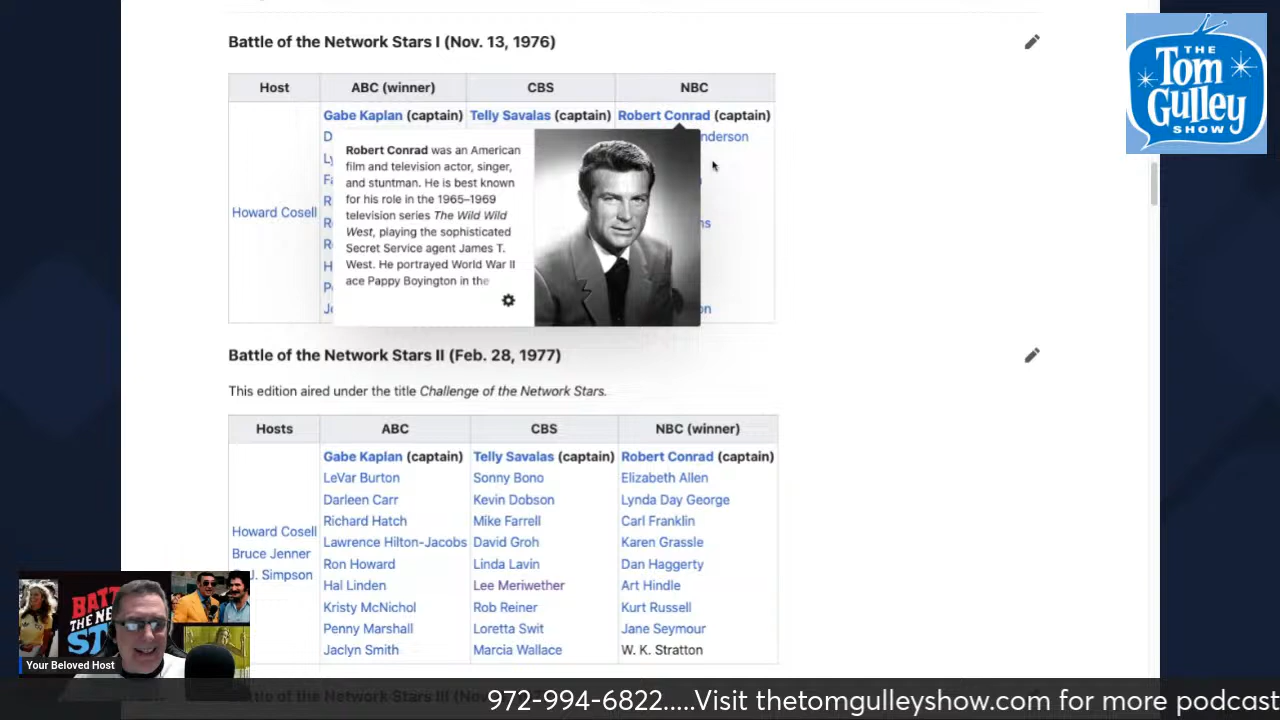 Battle of the Network Stars I (Nov. 13, 1976)
THE
Tom
Gulley
SHOW
Host
ABC (winner)
CBS
NBC
Gabe Kaplan (captain)
Telly Savalas (captain)
Robert Conrad (captain)
Howard Cosell
Robert Conrad was an American
film and television actor, singer,
and stuntman. He is best known
for his role in the 1965–1969
television series The Wild Wild
West, playing the sophisticated
Secret Service agent James T.
West. He portrayed World War II
ace Pappy Boyington in the
Battle of the Network Stars II (Feb. 28, 1977)
This edition aired under the title Challenge of the Network Stars.
Hosts
ABC
CBS
NBC (winner)
Howard Cosell
Bruce Jenner
J. Simpson
Gabe Kaplan (captain)
LeVar Burton
Darleen Carr
Richard Hatch
Lawrence Hilton-Jacobs
Ron Howard
Hal Linden
Kristy McNichol
Penny Marshall
Jaclyn Smith
Telly Savalas (captain)
Sonny Bono
Kevin Dobson
Mike Farrell
David Groh
Linda Lavin
Lee Meriwether
Rob Reiner
Loretta Swit
Marcia Wallace
Robert Conrad (captain)
Elizabeth Allen
Lynda Day George
Carl Franklin
Karen Grassle
Dan Haggerty
Art Hindle
Kurt Russell
Jane Seymour
W. K. Stratton
Your Beloved Host
972-994-6822.....Visit thetomgulleyshow.com for more podcast